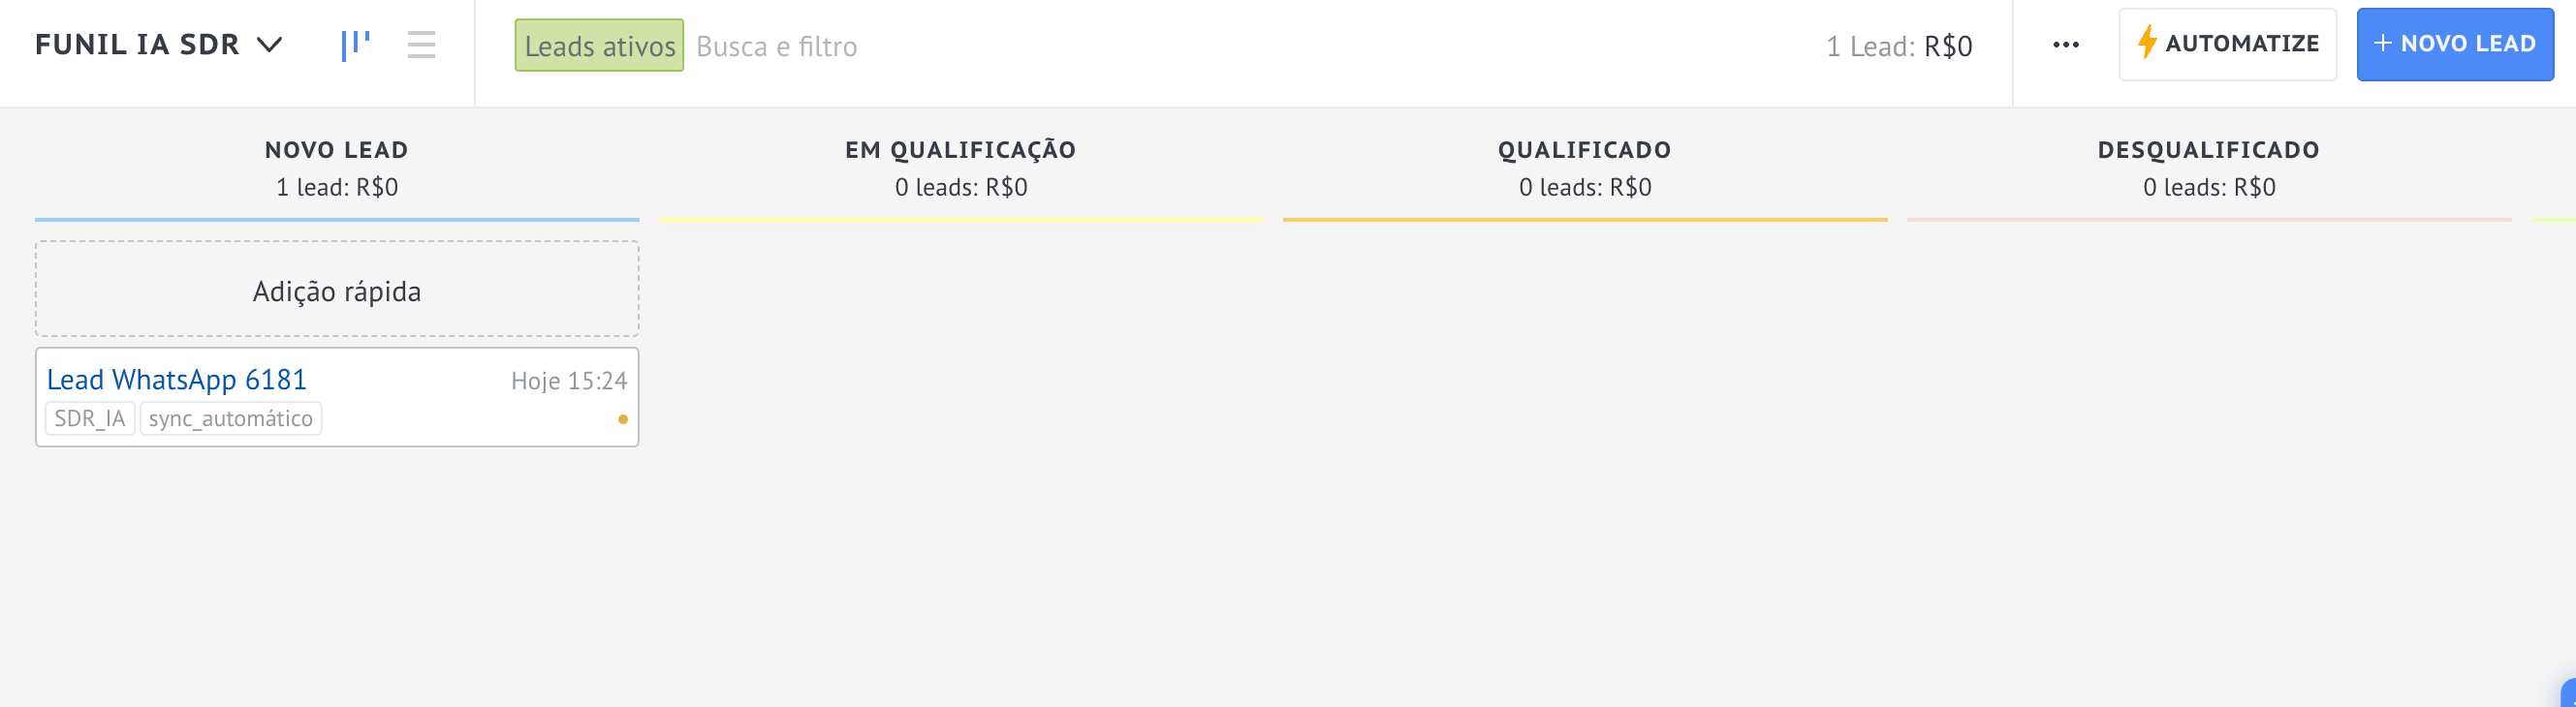 FUNIL IA SDR
Leads ativos Busca e filtro
1 Lead: R$0
AUTOMATIZE
+ NOVO LEAD
NOVO LEAD
1 lead: R$0
EM QUALIFICAÇÃO
0 leads: R$0
QUALIFICADO
0 leads: R$0
DESQUALIFICADO
0 leads: R$0
Adição rápida
Lead WhatsApp 6181 Hoje 15:24
SDR_IA sync_automático